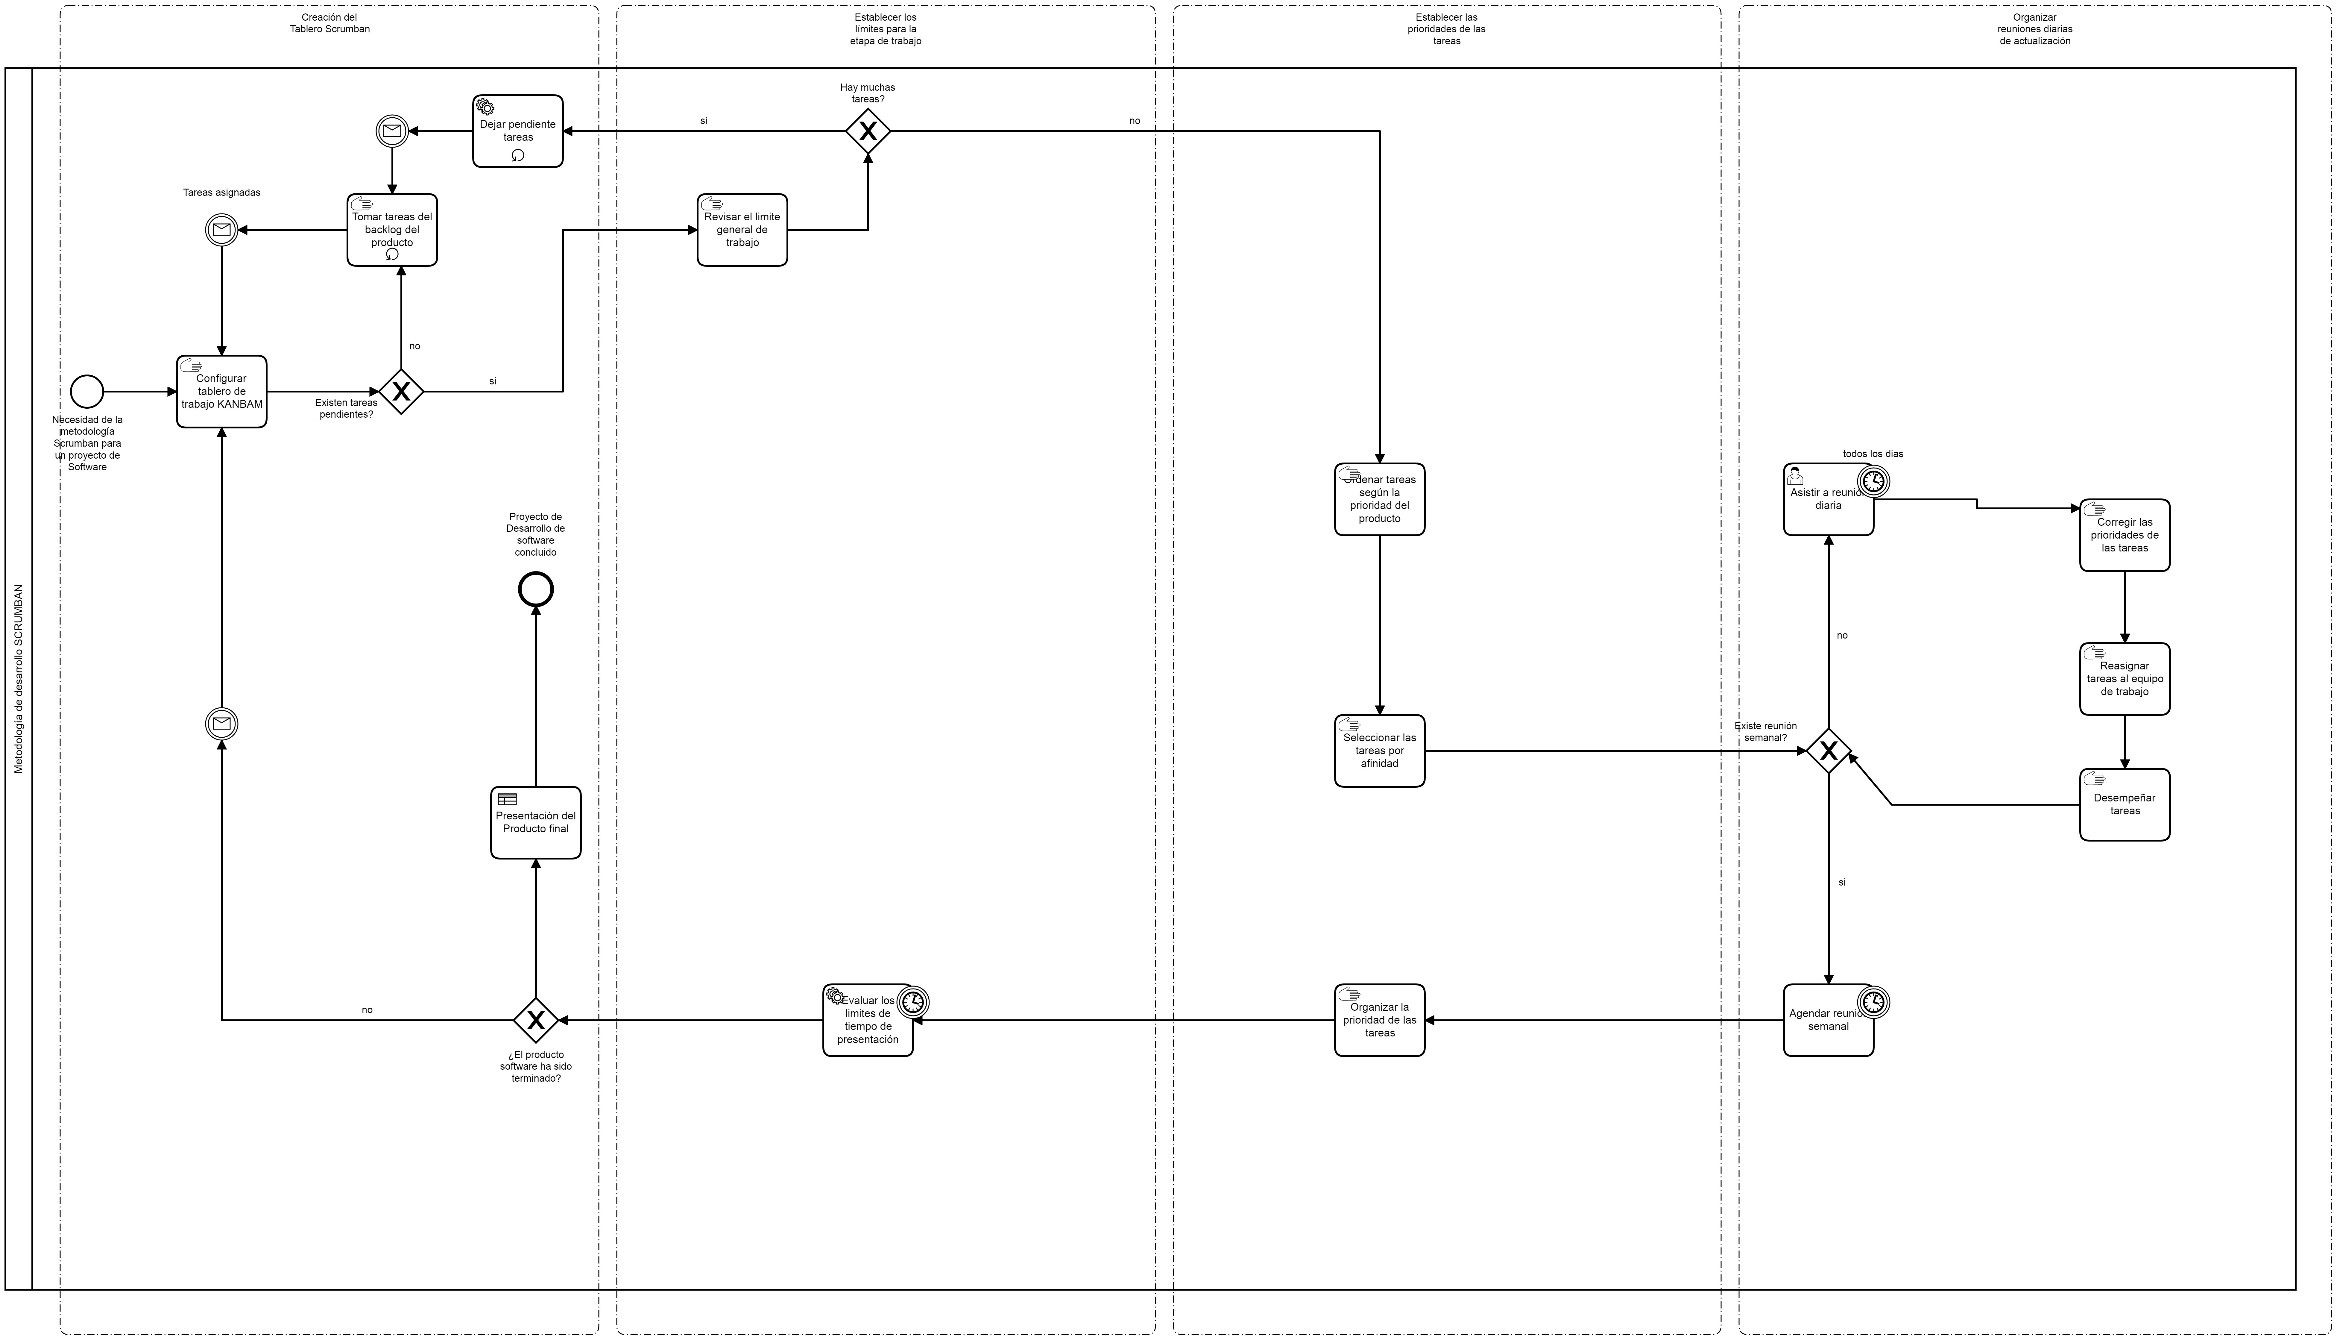 Creación del
Tablero Scrumban
Establecer los
límites para la
etapa de trabajo
Establecer las
prioridades de las
tareas
Organizar
reuniones diarias
de actualización
Metodología de desarrollo SCRUMBAN
Hay muchas
tareas?
si
no
Dejar pendiente
tareas
Tareas asignadas
Tomar tareas del
backlog del
producto
Revisar el limite
general de
trabajo
no
Configurar
tablero de
trabajo KANBAM
si
Existen tareas
pendientes?
Necesidad de la
metodología
Scrumban para
un proyecto de
Software
todos los dias
Ordenar tareas
según la
prioridad del
producto
Asistir a reunió
diaria
Corregir las
prioridades de
las tareas
Proyecto de
Desarrollo de
software
concluido
no
Reasignar
tareas al equipo
de trabajo
Seleccionar las
tareas por
afinidad
Existe reunión
semanal?
Desempeñar
tareas
Presentación del
Producto final
si
no
Evaluar los
limites de
tiempo de
presentación
Organizar la
prioridad de las
tareas
Agendar reunió
semanal
¿El producto
software ha sido
terminado?